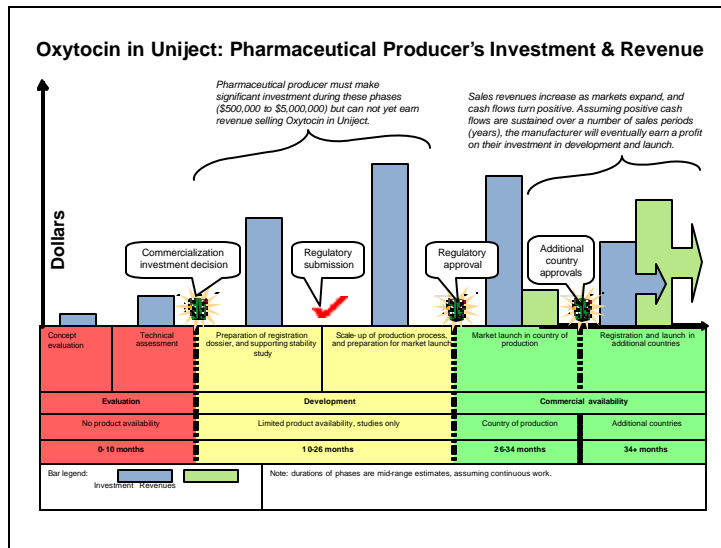 Oxytocin in Uniject: Pharmaceutical Producer's Investment & Revenue
Pharmaceutical producer must make
significant investment during these phases
($500,000 to $5,000,000) but can not yet earn
revenue selling Oxytocin in Uniject.
Sales revenues increase as markets expand, and
cash flows turn positive. Assuming positive cash
flows are sustained over a number of sales periods
(years), the manufacturer will eventually earn a profit
on their investment in development and launch.
Dollars
Commercialization
investment decision
Regulatory
submission
Regulatory
approval
Additional
country
approvals
Concept
evaluation
Technical
assessment
Preparation of registration
dossier, and supporting stability
study
Scale-up of production process,
and preparation for market launch
Market launch in country of
production
Registration and launch in
additional countries
Evaluation
Development
Commercial availability
No product availability
Limited product availability, studies only
Country of production
Additional countries
0-10 months
10-26 months
26-34 months
34+ months
Bar legend:
Investment Revenues
Note: durations of phases are mid-range estimates, assuming continuous work.